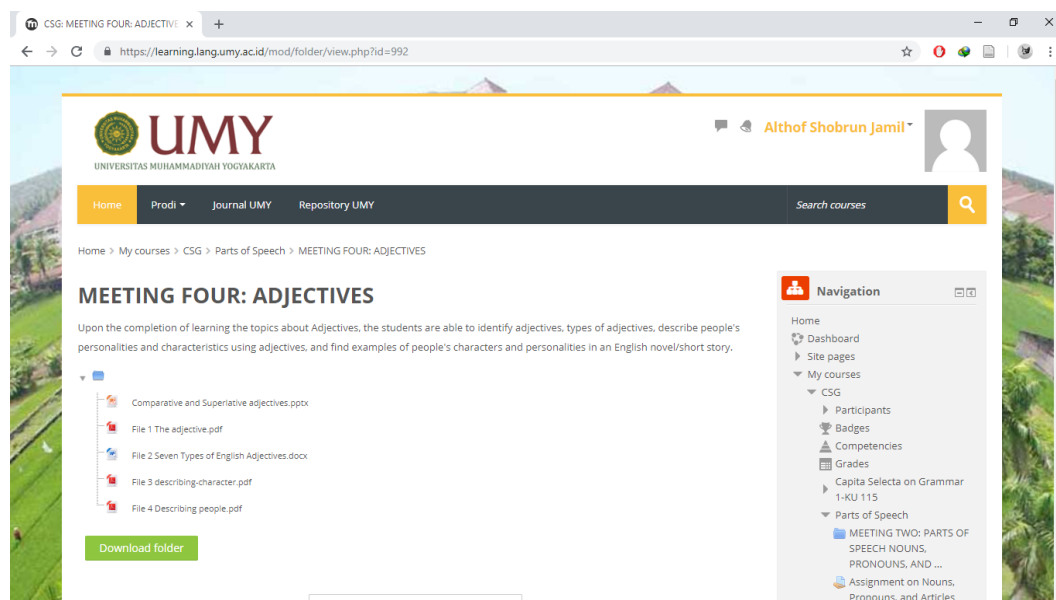 CSG: MEETING FOUR: ADJECTIVE
https://learning.lang.umy.ac.id/mod/folder/view.php?id=992
UMY
UNIVERSITAS MUHAMMADIYAH YOGYAKARTA
Althof Shobrun Jamil
Home Prodi Journal UMY Repository UMY Search courses
Home > My courses > CSG > Parts of Speech > MEETING FOUR: ADJECTIVES
MEETING FOUR: ADJECTIVES
Upon the completion of learning the topics about Adjectives, the students are able to identify adjectives, types of adjectives, describe people's
personalities and characteristics using adjectives, and find examples of people's characters and personalities in an English novel/short story.
Comparative and Superlative adjectives.pptx
File 1 The adjective.pdf
File 2 Seven Types of English Adjectives.docx
File 3 describing-character.pdf
File 4 Describing people.pdf
Download folder
Navigation
Home
Dashboard
Site pages
My courses
CSG
Participants
Badges
Competencies
Grades
Capita Selecta on Grammar
1-KU 115
Parts of Speech
MEETING TWO: PARTS OF
SPEECH NOUNS,
PRONOUNS, AND ...
Assignment on Nouns,
Pronouns, and Articles